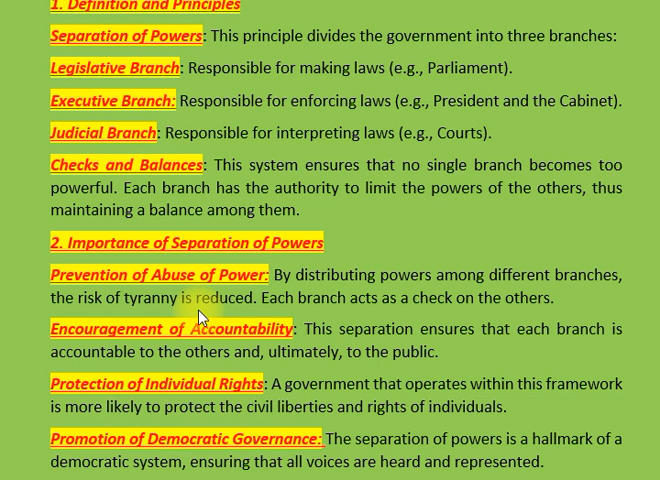 1. Definition and Principles
Separation of Powers: This principle divides the government into three branches:
Legislative Branch: Responsible for making laws (e.g., Parliament).
Executive Branch: Responsible for enforcing laws (e.g., President and the Cabinet).
Judicial Branch: Responsible for interpreting laws (e.g., Courts).
Checks and Balances: This system ensures that no single branch becomes too
powerful. Each branch has the authority to limit the powers of the others, thus
maintaining a balance among them.
2. Importance of Separation of Powers
Prevention of Abuse of Power: By distributing powers among different branches,
the risk of tyranny is reduced. Each branch acts as a check on the others.
Encouragement of Accountability: This separation ensures that each branch is
accountable to the others and, ultimately, to the public.
Protection of Individual Rights: A government that operates within this framework
is more likely to protect the civil liberties and rights of individuals.
Promotion of Democratic Governance: The separation of powers is a hallmark of a
democratic system, ensuring that all voices are heard and represented.